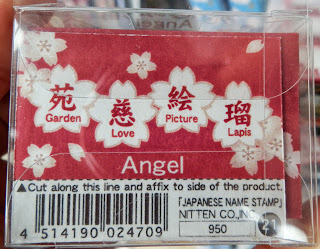 苑 慈 絵 瑠
Garden Love Picture Lapis
Angel
▲Cut along this line and affix to side of the product.
「JAPANESE NAME STAMP」
NITTEN CO.,INC.
950
4 514190 024709